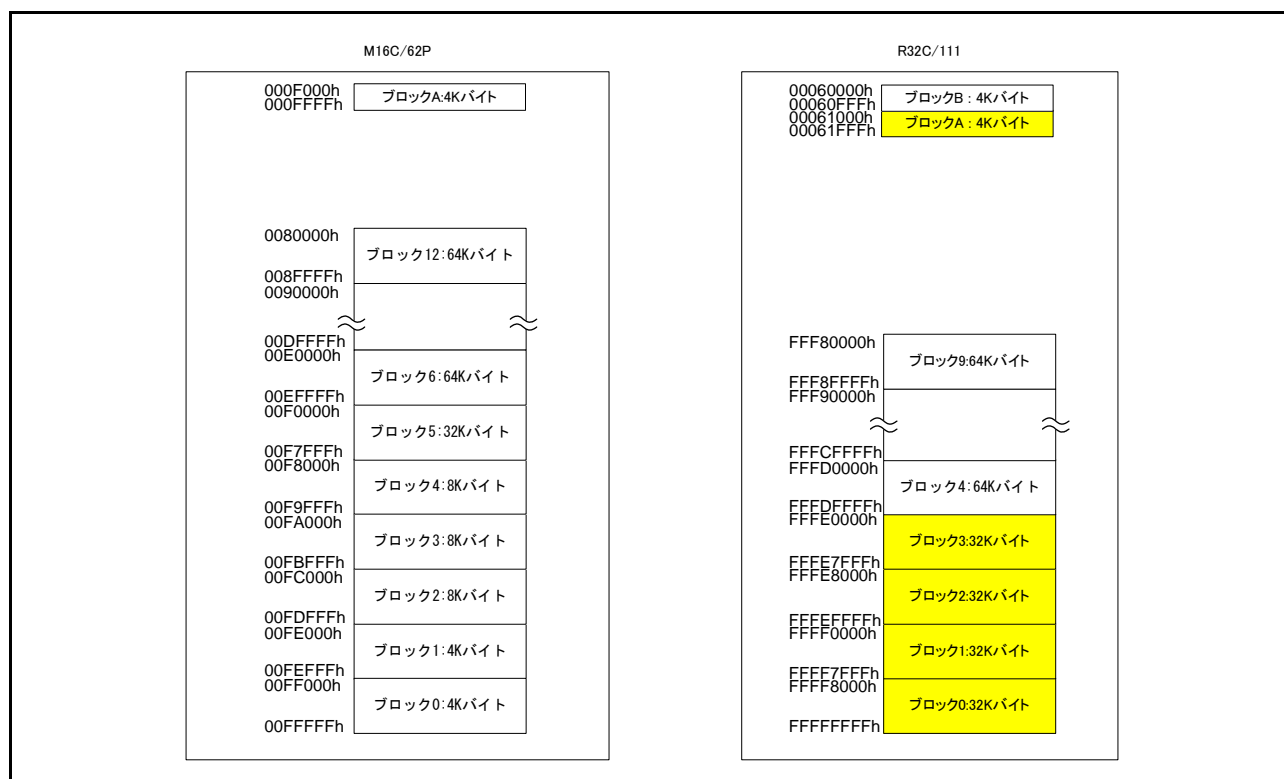 M16C/62P
000F000h
000FFFFh
ブロックA:4Kバイト
0080000h
ブロック12:64Kバイト
008FFFFh
0090000h
00DFFFFh
00E0000h
ブロック6:64Kバイト
00EFFFFh
00F0000h
ブロック5:32Kバイト
00F7FFFh
00F8000h
ブロック4:8Kバイト
00F9FFFh
00FA000h
ブロック3:8Kバイト
00FBFFFh
00FC000h
ブロック2:8Kバイト
00FDFFFh
00FE000h
ブロック1:4Kバイト
00FEFFFh
00FF000h
ブロック0:4Kバイト
00FFFFFh
R32C/111
00060000h
00060FFFh
ブロックB：4Kバイト
00061000h
00061FFFh
ブロックA：4Kバイト
FFF80000h
ブロック9:64Kバイト
FFF8FFFFh
FFF90000h
FFFCFFFFh
FFFD0000h
ブロック4:64Kバイト
FFFDFFFFh
FFFE0000h
ブロック3:32Kバイト
FFFE7FFFh
FFFE8000h
ブロック2:32Kバイト
FFFEFFFFh
FFFF0000h
ブロック1:32Kバイト
FFFF7FFFh
FFFF8000h
ブロック0:32Kバイト
FFFFFFFFh